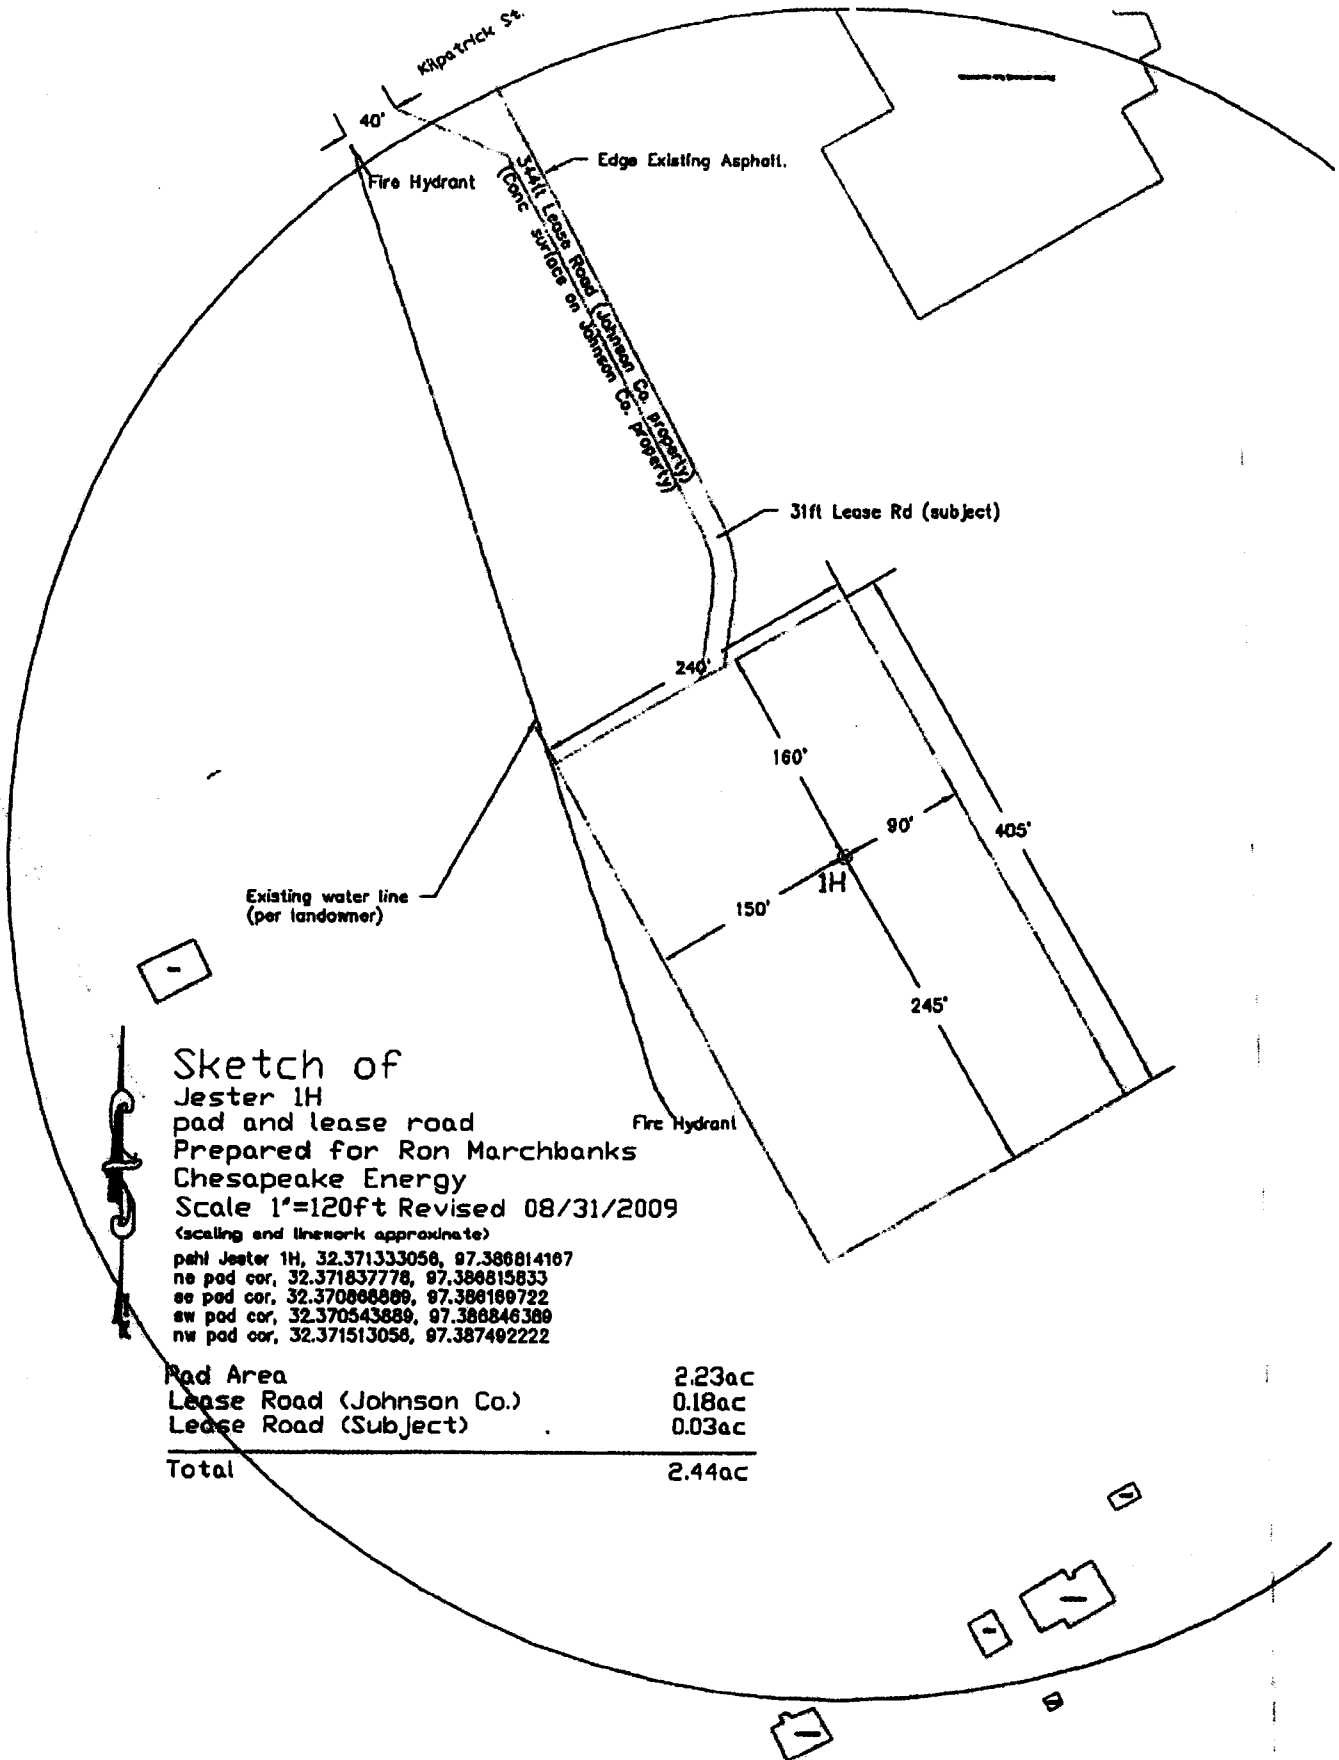 Kilpatrick St.
40'
Fire Hydrant
Edge Existing Asphalt.
344ft Lease Road (Johnson Co. property)
(Conc surface on Johnson Co. property)
31ft Lease Rd (subject)
240'
160'
90'
405'
1H
150'
245'
Existing water line
(per landowner)
Fire Hydrant
Sketch of
Jester 1H
pad and lease road
Prepared for Ron Marchbanks
Chesapeake Energy
Scale 1"=120ft Revised 08/31/2009
(scaling and linework approximate)
pshl Jester 1H, 32.371333056, 97.386814167
ne pad cor, 32.371837778, 97.386815833
se pad cor, 32.370868889, 97.386169722
sw pad cor, 32.370543889, 97.386846389
nw pad cor, 32.371513056, 97.387492222
Pad Area 2.23ac
Lease Road (Johnson Co.) 0.18ac
Lease Road (Subject) 0.03ac
Total 2.44ac